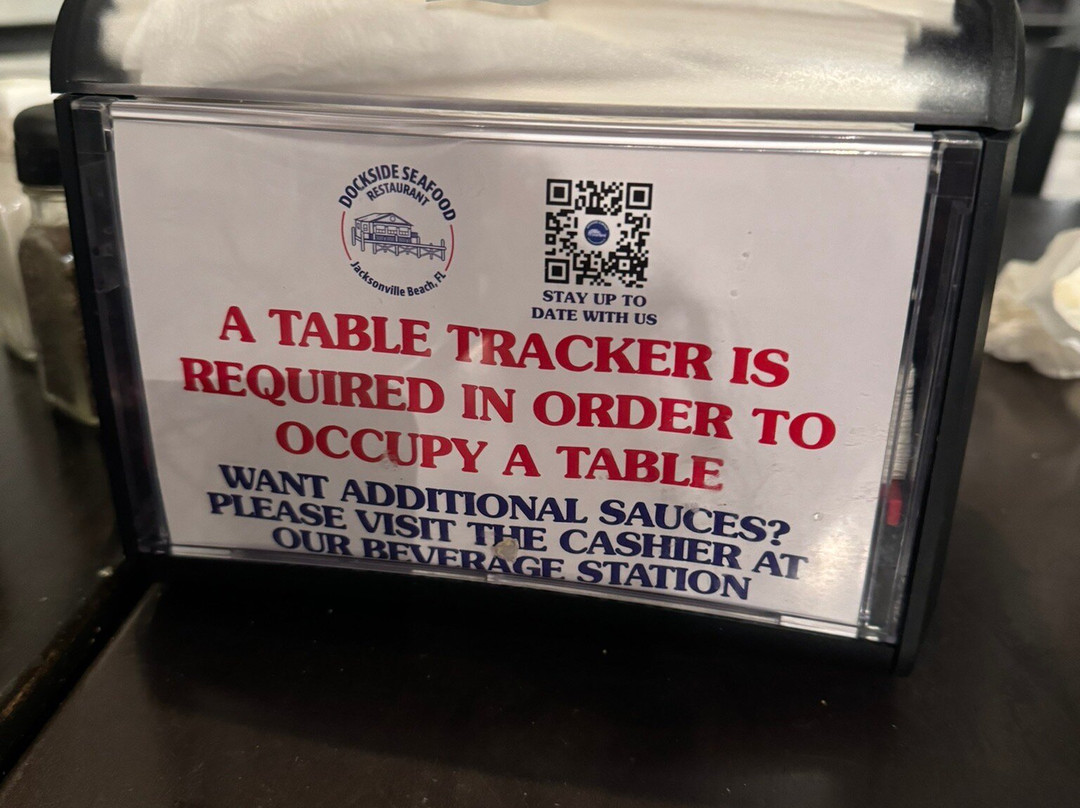 DOCKSIDE SEAFOOD
RESTAURANT
Jacksonville Beach, FL
STAY UP TO
DATE WITH US
A TABLE TRACKER IS
REQUIRED IN ORDER TO
OCCUPY A TABLE
WANT ADDITIONAL SAUCES?
PLEASE VISIT THE CASHIER AT
OUR BEVERAGE STATION